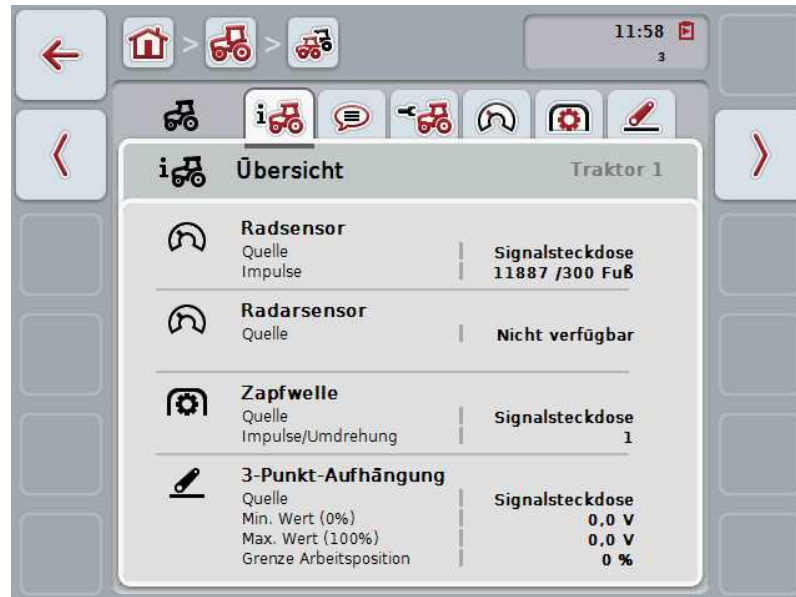 11:58
3
Übersicht Traktor 1
Radsensor
Quelle Signalsteckdose
Impulse 11887 /300 Fuß
Radarsensor
Quelle Nicht verfügbar
Zapfwelle
Quelle Signalsteckdose
Impulse/Umdrehung 1
3-Punkt-Aufhängung
Quelle Signalsteckdose
Min. Wert (0%) 0,0 V
Max. Wert (100%) 0,0 V
Grenze Arbeitsposition 0 %